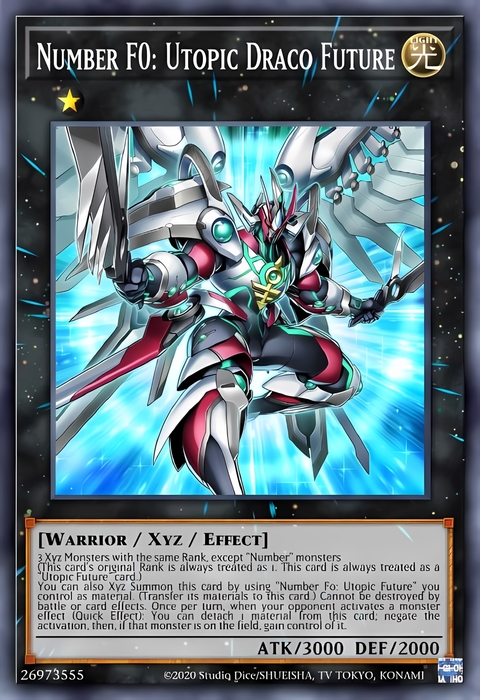 NUMBER F0: UTOPIC DRACO FUTURE
LIGHT
光
[WARRIOR / XYZ / EFFECT]
3 Xyz Monsters with the same Rank, except "Number" monsters
(This card's original Rank is always treated as 1. This card is always treated as a
"Utopic Future" card.)
You can also Xyz Summon this card by using "Number F0: Utopic Future" you
control as material. (Transfer its materials to this card.) Cannot be destroyed by
battle or card effects. Once per turn, when your opponent activates a monster
effect (Quick Effect): You can detach 1 material from this card; negate the
activation, then, if that monster is on the field, gain control of it.
ATK/3000 DEF/2000
26973555
©2020 Studio Dice/SHUEISHA, TV TOKYO, KONAMI